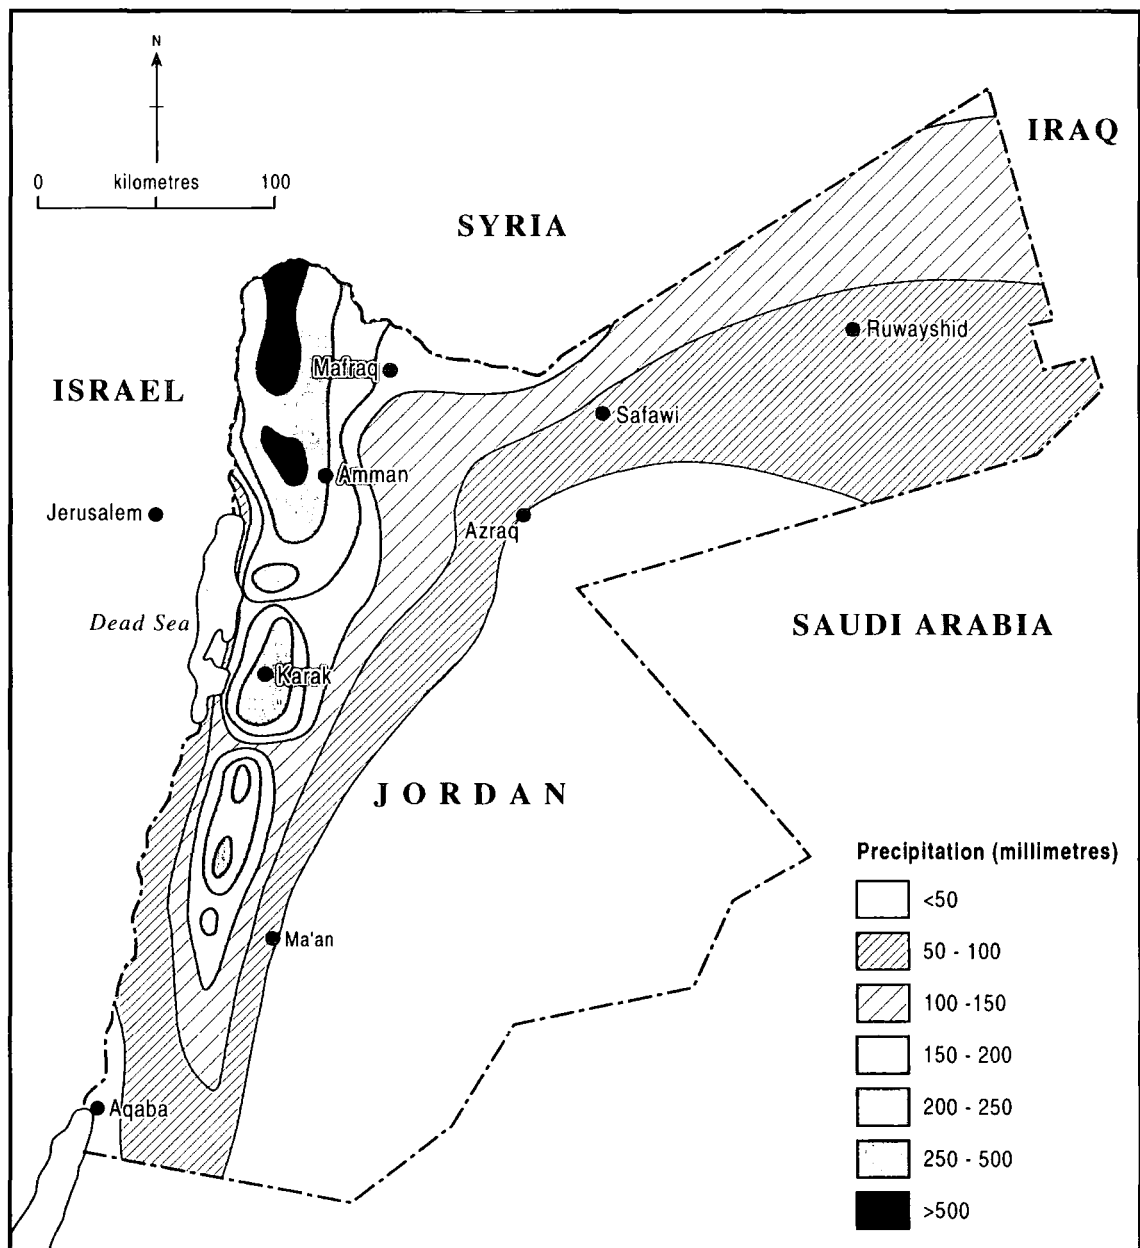 N
0 kilometres 100
IRAQ
SYRIA
Ruwayshid
Mafraq
ISRAEL
Safawi
Amman
Jerusalem
Azraq
Dead Sea
SAUDI ARABIA
Karak
JORDAN
Precipitation (millimetres)
<50
50 - 100
Ma'an
100 -150
150 - 200
200 - 250
Aqaba
250 - 500
>500